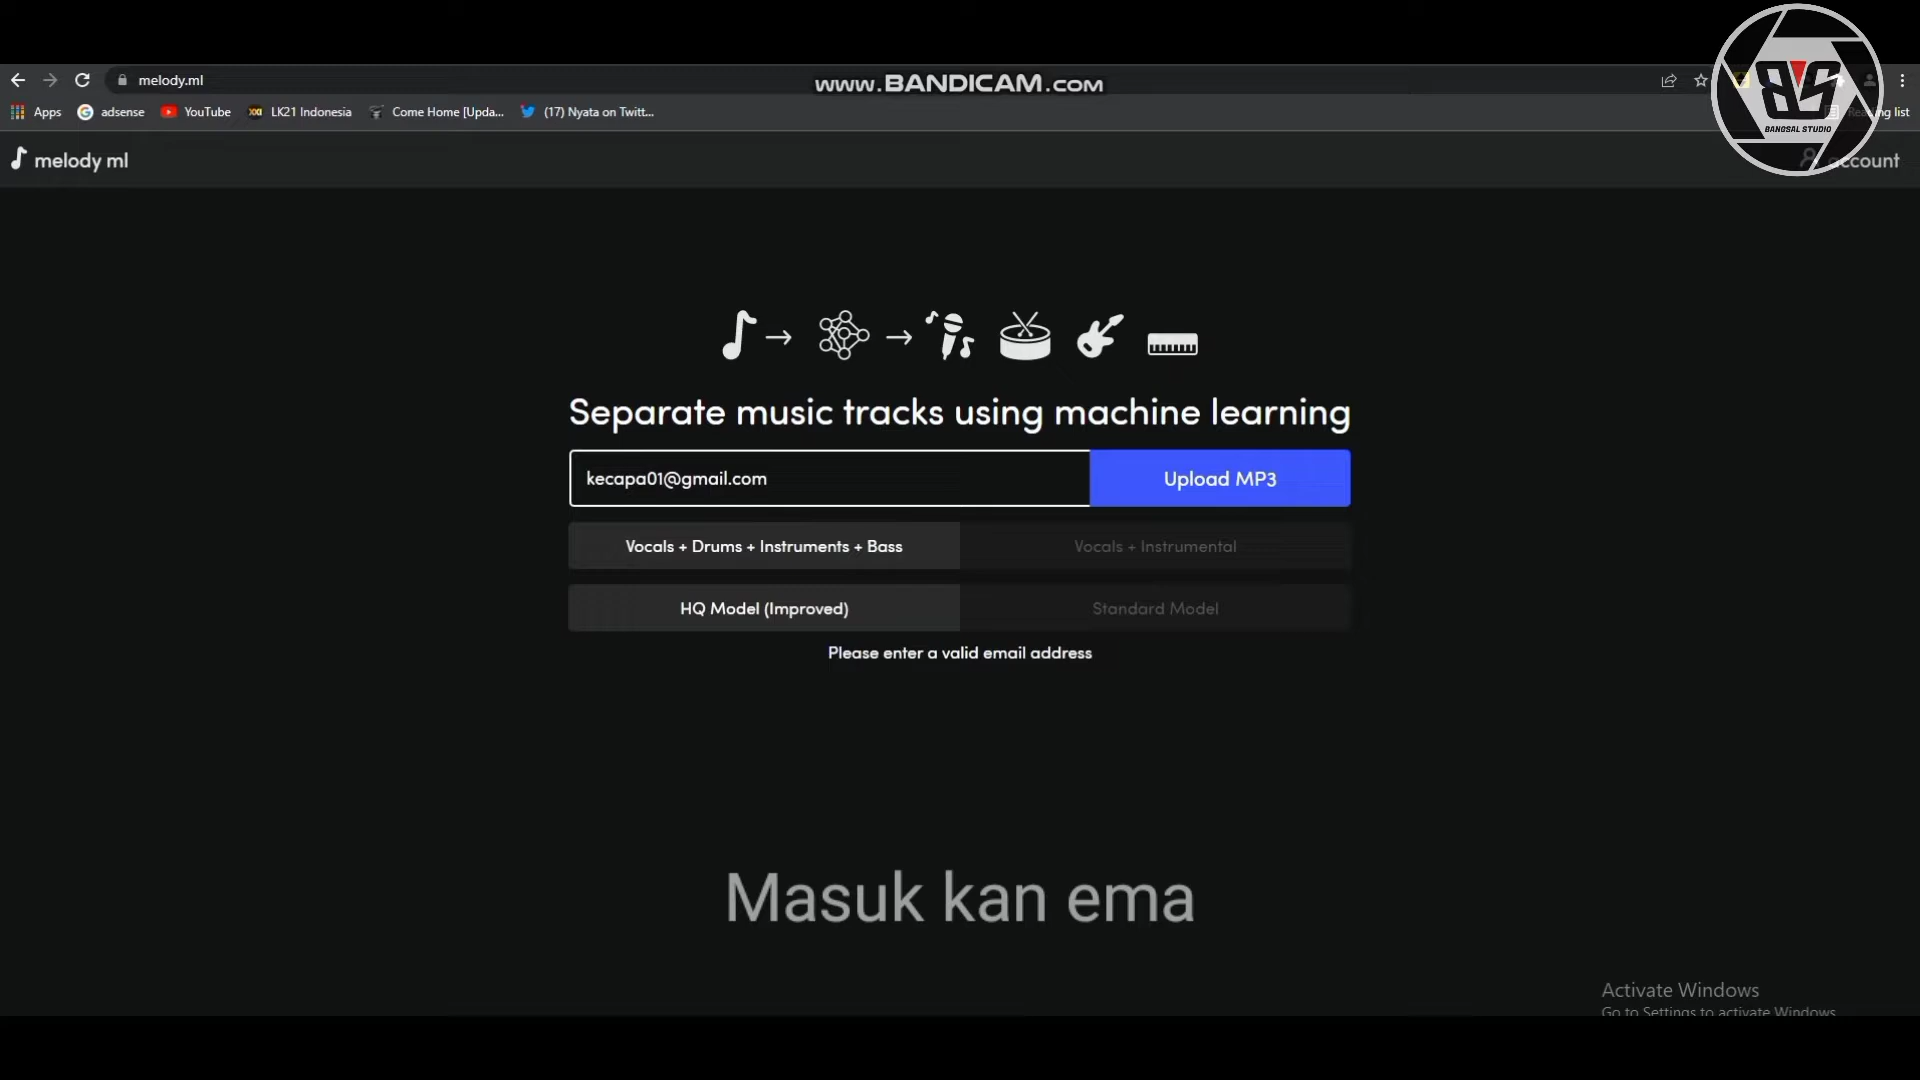 melody.ml
www.BANDICAM.com
BANGSAL STUDIO
Apps
adsense
YouTube
LK21 Indonesia
Come Home [Upda...
(17) Nyata on Twitt...
Reading list
melody ml
account
Separate music tracks using machine learning
kecapa01@gmail.com
Upload MP3
Vocals + Drums + Instruments + Bass
Vocals + Instrumental
HQ Model (Improved)
Standard Model
Please enter a valid email address
Masuk kan ema
Activate Windows
Go to Settings to activate Windows